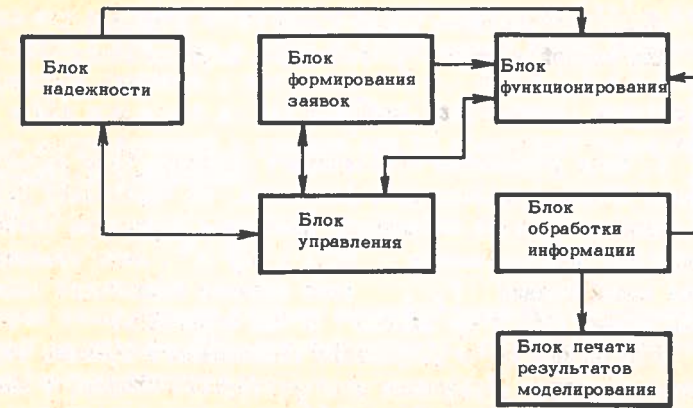 Блок
надежности
Блок
формирования
заявок
Блок
функционирования
Блок
управления
Блок
обработки
информации
Блок печати
результатов
моделирования